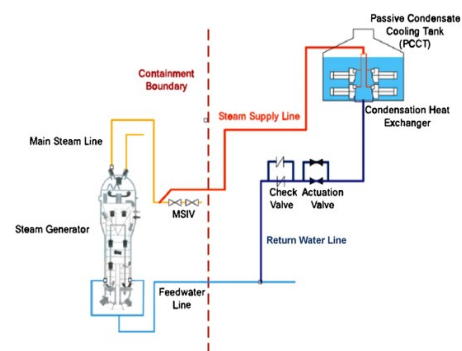 Passive Condensate
Cooling Tank
(PCCT)
Containment
Boundary
Steam Supply Line
Condensation Heat
Exchanger
Main Steam Line
Check
Valve
Actuation
Valve
MSIV
Steam Generator
Return Water Line
Feedwater
Line